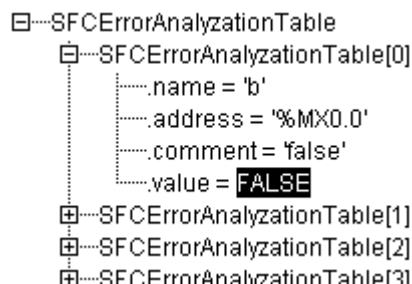 SFCErrorAnalyzationTable
SFCErrorAnalyzationTable[0]
.name = 'b'
.address = '%MX0.0'
.comment = 'false'
.value = FALSE
SFCErrorAnalyzationTable[1]
SFCErrorAnalyzationTable[2]
SFCErrorAnalyzationTable[3]